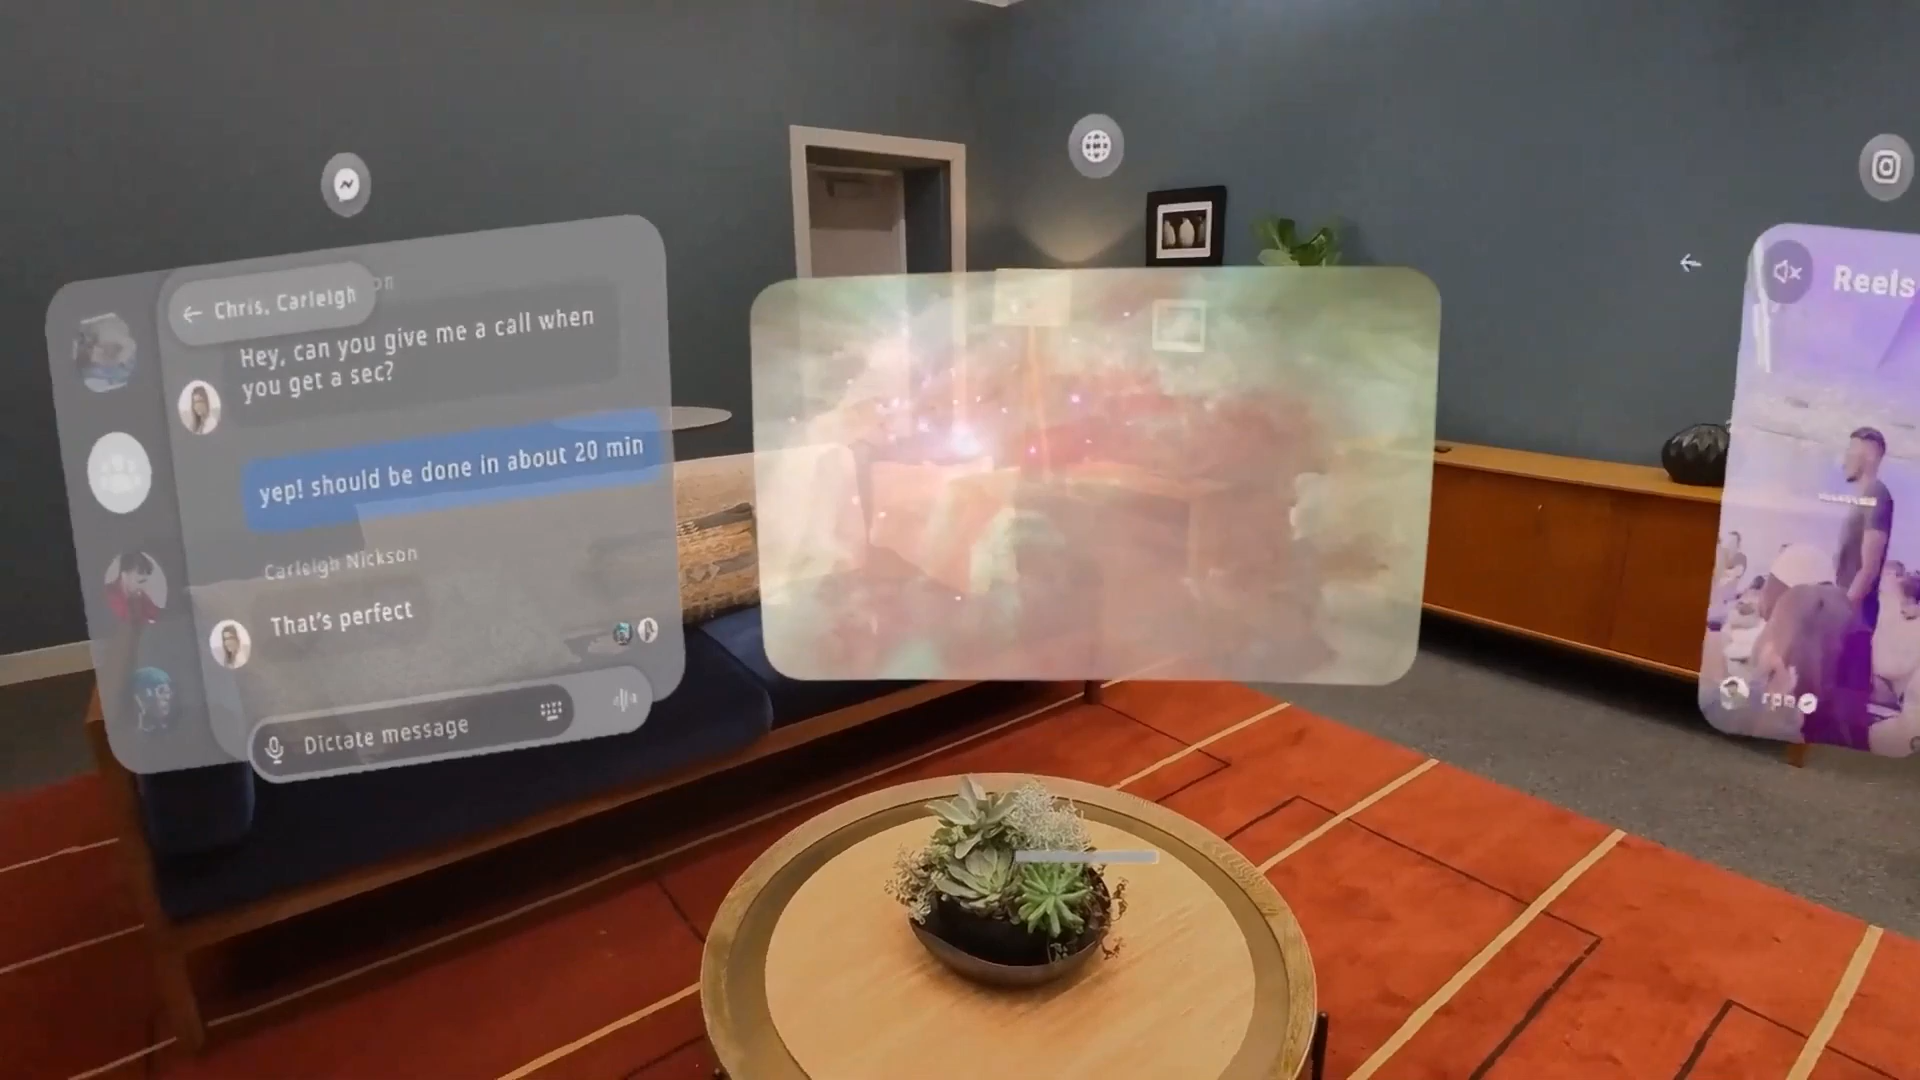 Chris, Carleigh
on
Hey, can you give me a call when
you get a sec?
yep! should be done in about 20 min
Carleigh Nickson
That's perfect
Dictate message
Reels